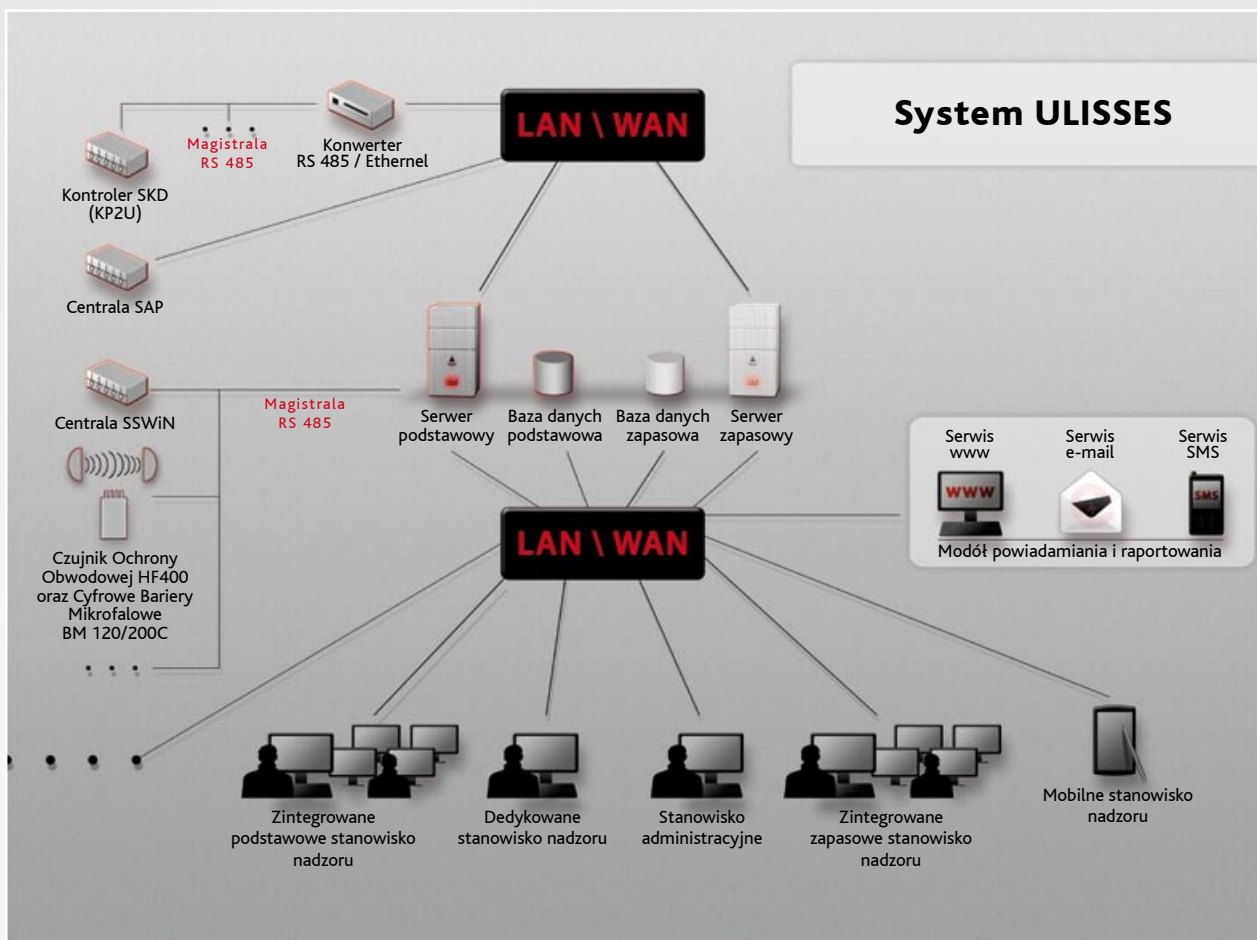 System ULISSES
LAN \ WAN
Magistrala
RS 485
Konwerter
RS 485 / Ethernel
Kontroler SKD
(KP2U)
Centrala SAP
Centrala SSWiN
Magistrala
RS 485
Serwer
podstawowy
Baza danych
podstawowa
Baza danych
zapasowa
Serwer
zapasowy
Serwis
www
Serwis
e-mail
Serwis
SMS
WWW
SMS
Modół powiadamiania i raportowania
LAN \ WAN
Czujnik Ochrony
Obwodowej HF400
oraz Cyfrowe Bariery
Mikrofalowe
BM 120/200C
Zintegrowane
podstawowe stanowisko
nadzoru
Dedykowane
stanowisko nadzoru
Stanowisko
administracyjne
Zintegrowane
zapasowe stanowisko
nadzoru
Mobilne stanowisko
nadzoru